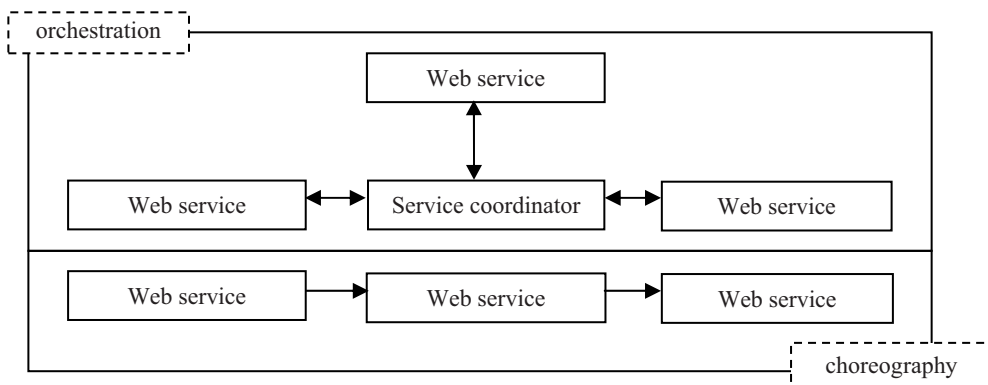 orchestration
Web service
Web service
Service coordinator
Web service
Web service
Web service
Web service
choreography